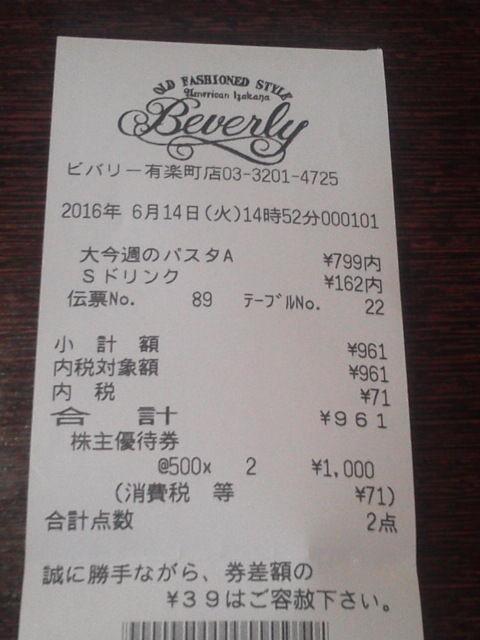 OLD FASHIONED STYLE
American Izakaya
Beverly
ビバリー有楽町店03-3201-4725
2016年 6月14日(火)14時52分000101
大今週のパスタA ¥799内
Sドリンク ¥162内
伝票No. 89 テーブルNo. 22
小計額 ¥961
内税対象額 ¥961
内 税 ¥71
合 計 ¥961
株主優待券
@500x 2 ¥1,000
(消費税 等 ¥71)
合計点数 2点
誠に勝手ながら、券差額の
¥39はご容赦下さい。